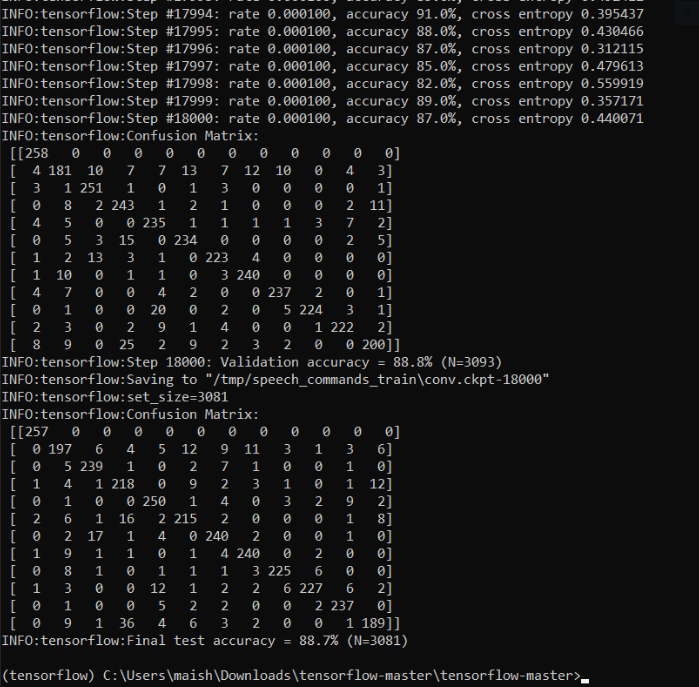 INFO:tensorflow:Step #17994: rate 0.000100, accuracy 91.0%, cross entropy 0.395437
INFO:tensorflow:Step #17995: rate 0.000100, accuracy 88.0%, cross entropy 0.430466
INFO:tensorflow:Step #17996: rate 0.000100, accuracy 87.0%, cross entropy 0.312115
INFO:tensorflow:Step #17997: rate 0.000100, accuracy 85.0%, cross entropy 0.479613
INFO:tensorflow:Step #17998: rate 0.000100, accuracy 82.0%, cross entropy 0.559919
INFO:tensorflow:Step #17999: rate 0.000100, accuracy 89.0%, cross entropy 0.357171
INFO:tensorflow:Step #18000: rate 0.000100, accuracy 87.0%, cross entropy 0.440071
INFO:tensorflow:Confusion Matrix:
[[258 0 0 0 0 0 0 0 0 0 0 0]
[ 4 181 10 7 7 13 7 12 10 0 4 3]
[ 3 1 251 1 0 1 3 0 0 0 0 1]
[ 0 8 2 243 1 2 1 0 0 0 2 11]
[ 4 5 0 0 235 1 1 1 1 3 7 2]
[ 0 5 3 15 0 234 0 0 0 0 2 5]
[ 1 2 13 3 1 0 223 4 0 0 0 0]
[ 1 10 0 1 1 0 3 240 0 0 0 0]
[ 4 7 0 0 4 2 0 0 237 2 0 1]
[ 0 1 0 0 20 0 2 0 5 224 3 1]
[ 2 3 0 2 9 1 4 0 0 1 222 2]
[ 8 9 0 25 2 9 2 3 2 0 0 200]]
INFO:tensorflow:Step 18000: Validation accuracy = 88.8% (N=3093)
INFO:tensorflow:Saving to "/tmp/speech_commands_train\conv.ckpt-18000"
INFO:tensorflow:set_size=3081
INFO:tensorflow:Confusion Matrix:
[[257 0 0 0 0 0 0 0 0 0 0 0]
[ 0 197 6 4 5 12 9 11 3 1 3 6]
[ 0 5 239 1 0 2 7 1 0 0 1 0]
[ 1 4 1 218 0 9 2 3 1 0 1 12]
[ 0 1 0 0 250 1 4 0 3 2 9 2]
[ 2 6 1 16 2 215 2 0 0 0 1 8]
[ 0 2 17 1 4 0 240 2 0 0 1 0]
[ 1 9 1 1 0 1 4 240 0 2 0 0]
[ 0 8 1 0 1 1 1 3 225 6 0 0]
[ 1 3 0 0 12 1 2 2 6 227 6 2]
[ 0 1 0 0 5 2 2 0 0 2 237 0]
[ 0 9 1 36 4 6 3 2 0 0 1 189]]
INFO:tensorflow:Final test accuracy = 88.7% (N=3081)
(tensorflow) C:\Users\maish\Downloads\tensorflow-master\tensorflow-master>